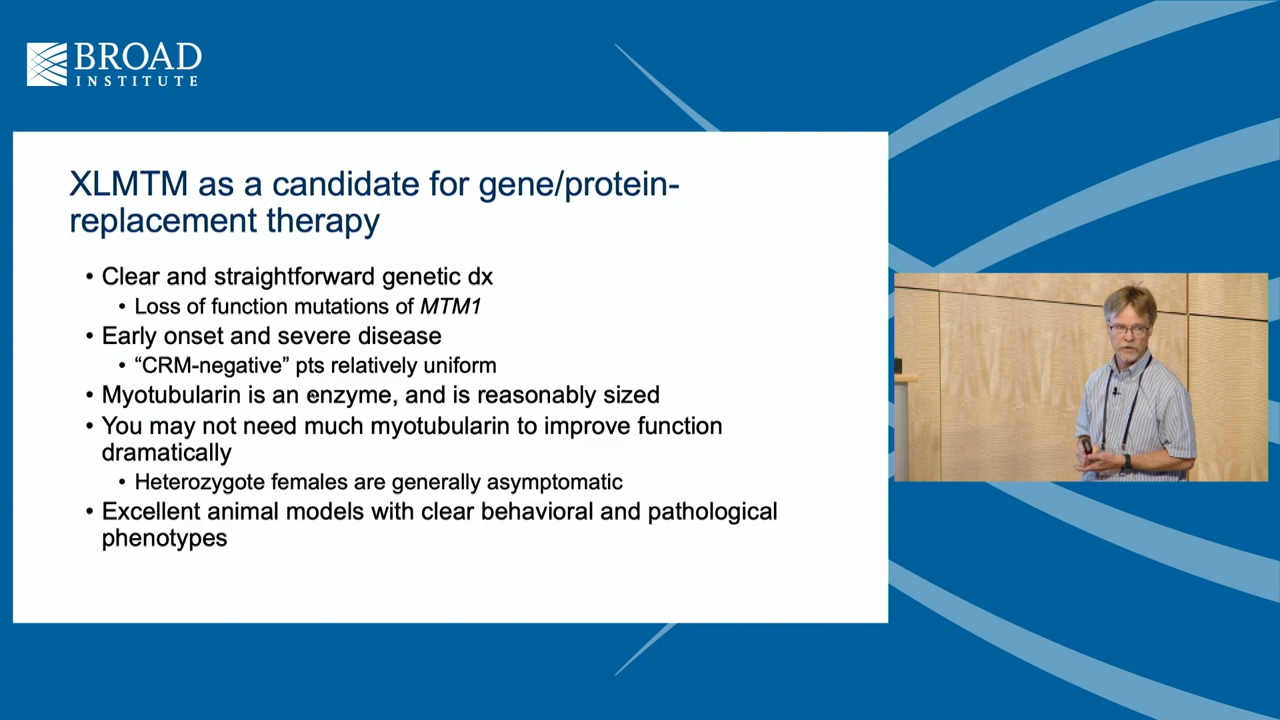 BROAD
INSTITUTE
XLMTM as a candidate for gene/protein-
replacement therapy
• Clear and straightforward genetic dx
• Loss of function mutations of MTM1
• Early onset and severe disease
• “CRM-negative” pts relatively uniform
• Myotubularin is an enzyme, and is reasonably sized
• You may not need much myotubularin to improve function
dramatically
• Heterozygote females are generally asymptomatic
• Excellent animal models with clear behavioral and pathological
phenotypes